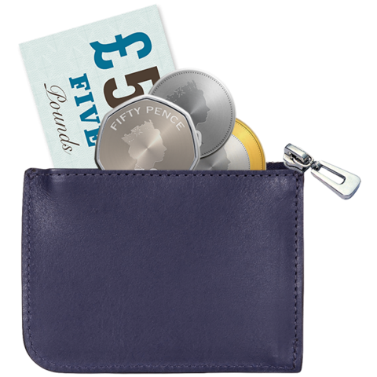 £5
FIVE
Pounds
FIFTY PENCE